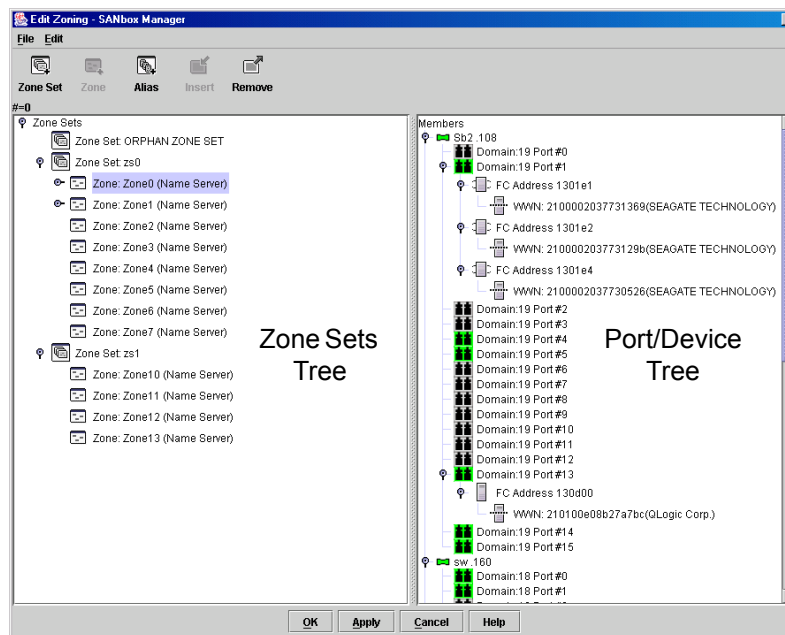 Edit Zoning - SANbox Manager
File Edit
Zone Set Zone Alias Insert Remove
#=0
Zone Sets
Zone Set: ORPHAN ZONE SET
Zone Set: zs0
Zone: Zone0 (Name Server)
Zone: Zone1 (Name Server)
Zone: Zone2 (Name Server)
Zone: Zone3 (Name Server)
Zone: Zone4 (Name Server)
Zone: Zone5 (Name Server)
Zone: Zone6 (Name Server)
Zone: Zone7 (Name Server)
Zone Set: zs1
Zone: Zone10 (Name Server)
Zone: Zone11 (Name Server)
Zone: Zone12 (Name Server)
Zone: Zone13 (Name Server)
Zone Sets
Tree
Members
Sb2 .108
Domain:19 Port#0
Domain:19 Port#1
FC Address 1301e1
WWN: 2100002037731369(SEAGATE TECHNOLOGY)
FC Address 1301e2
WWN: 210000203773129b(SEAGATE TECHNOLOGY)
FC Address 1301e4
WWN: 2100002037730526(SEAGATE TECHNOLOGY)
Domain:19 Port#2
Domain:19 Port#3
Domain:19 Port#4
Domain:19 Port#5
Domain:19 Port#6
Domain:19 Port#7
Domain:19 Port#8
Domain:19 Port#9
Domain:19 Port#10
Domain:19 Port#11
Domain:19 Port#12
Domain:19 Port#13
FC Address 130d00
WWN: 210100e08b27a7bc(QLogic Corp.)
Domain:19 Port#14
Domain:19 Port#15
sw .160
Domain:18 Port#0
Domain:18 Port#1
Port/Device
Tree
OK Apply Cancel Help